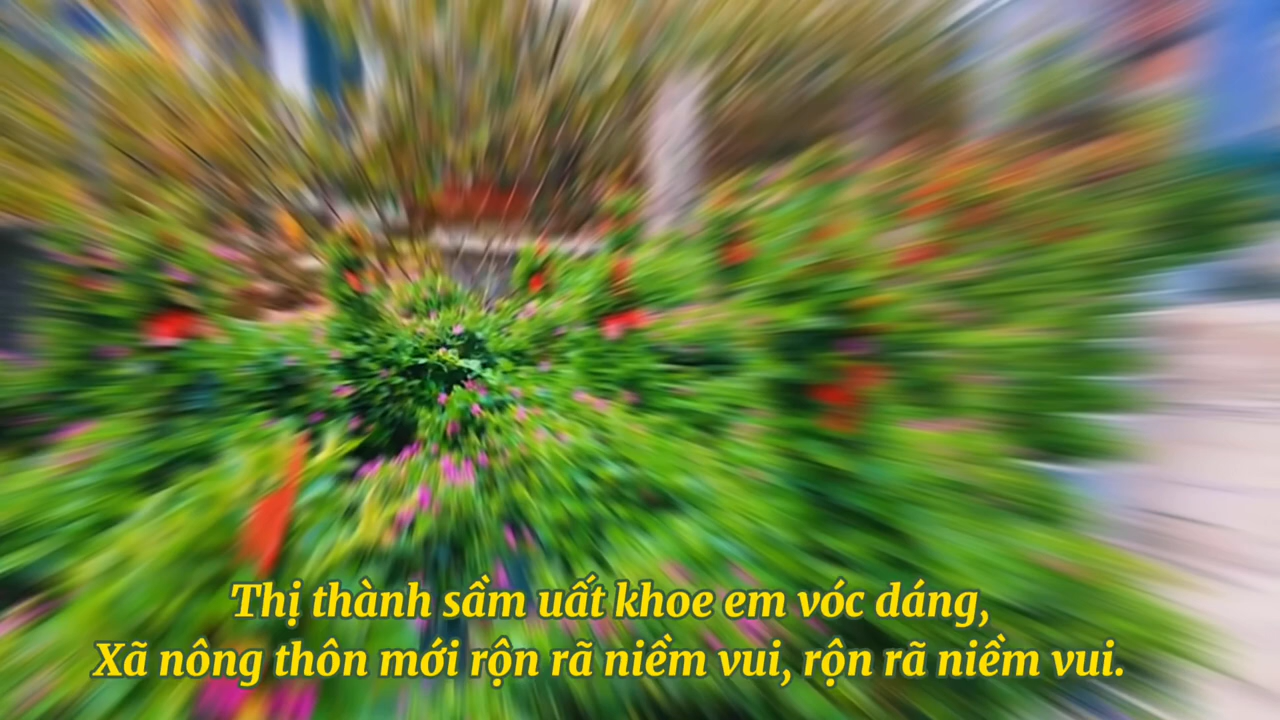 Thị thành sầm uất khoe em vóc dáng,
Xã nông thôn mới rộn rã niềm vui, rộn rã niềm vui.